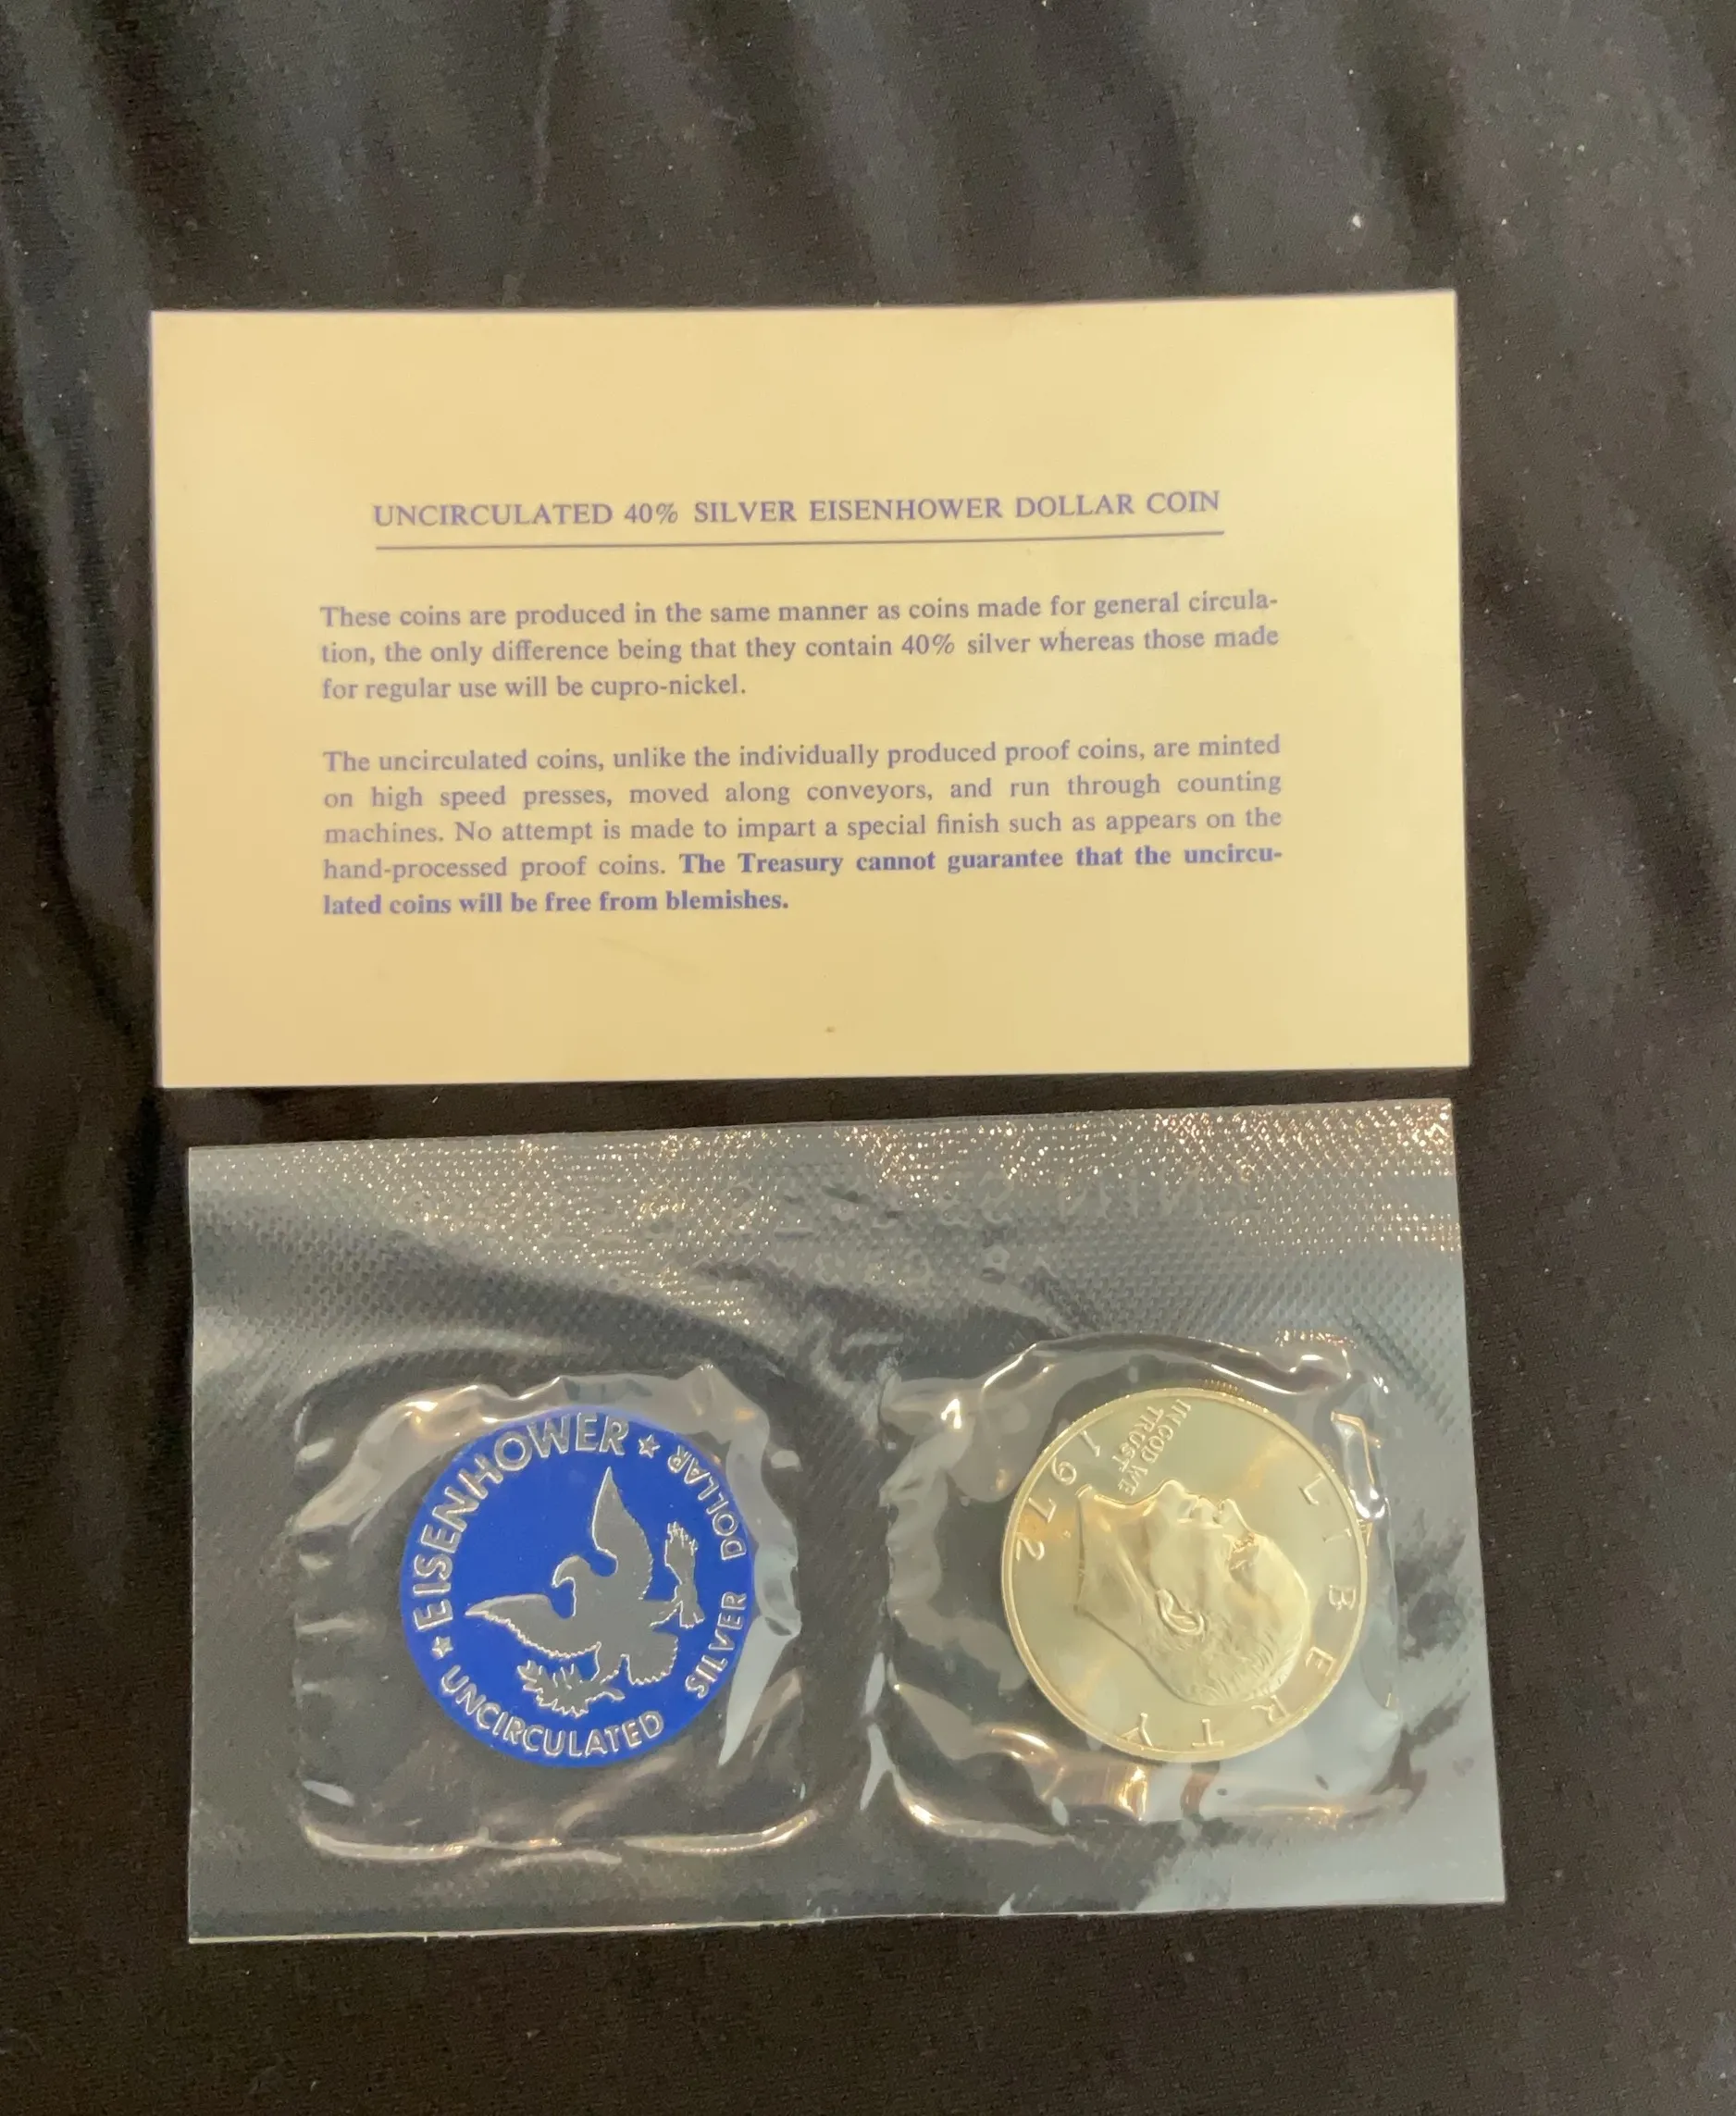 UNCIRCULATED 40% SILVER EISENHOWER DOLLAR COIN
These coins are produced in the same manner as coins made for general circula-
tion, the only difference being that they contain 40% silver whereas those made
for regular use will be cupro-nickel.
The uncirculated coins, unlike the individually produced proof coins, are minted
on high speed presses, moved along conveyors, and run through counting
machines. No attempt is made to impart a special finish such as appears on the
hand-processed proof coins. The Treasury cannot guarantee that the uncircu-
lated coins will be free from blemishes.
★ EISENHOWER ★
UNCIRCULATED SILVER DOLLAR
LIBERTY
IN GOD WE
TRUST
1972